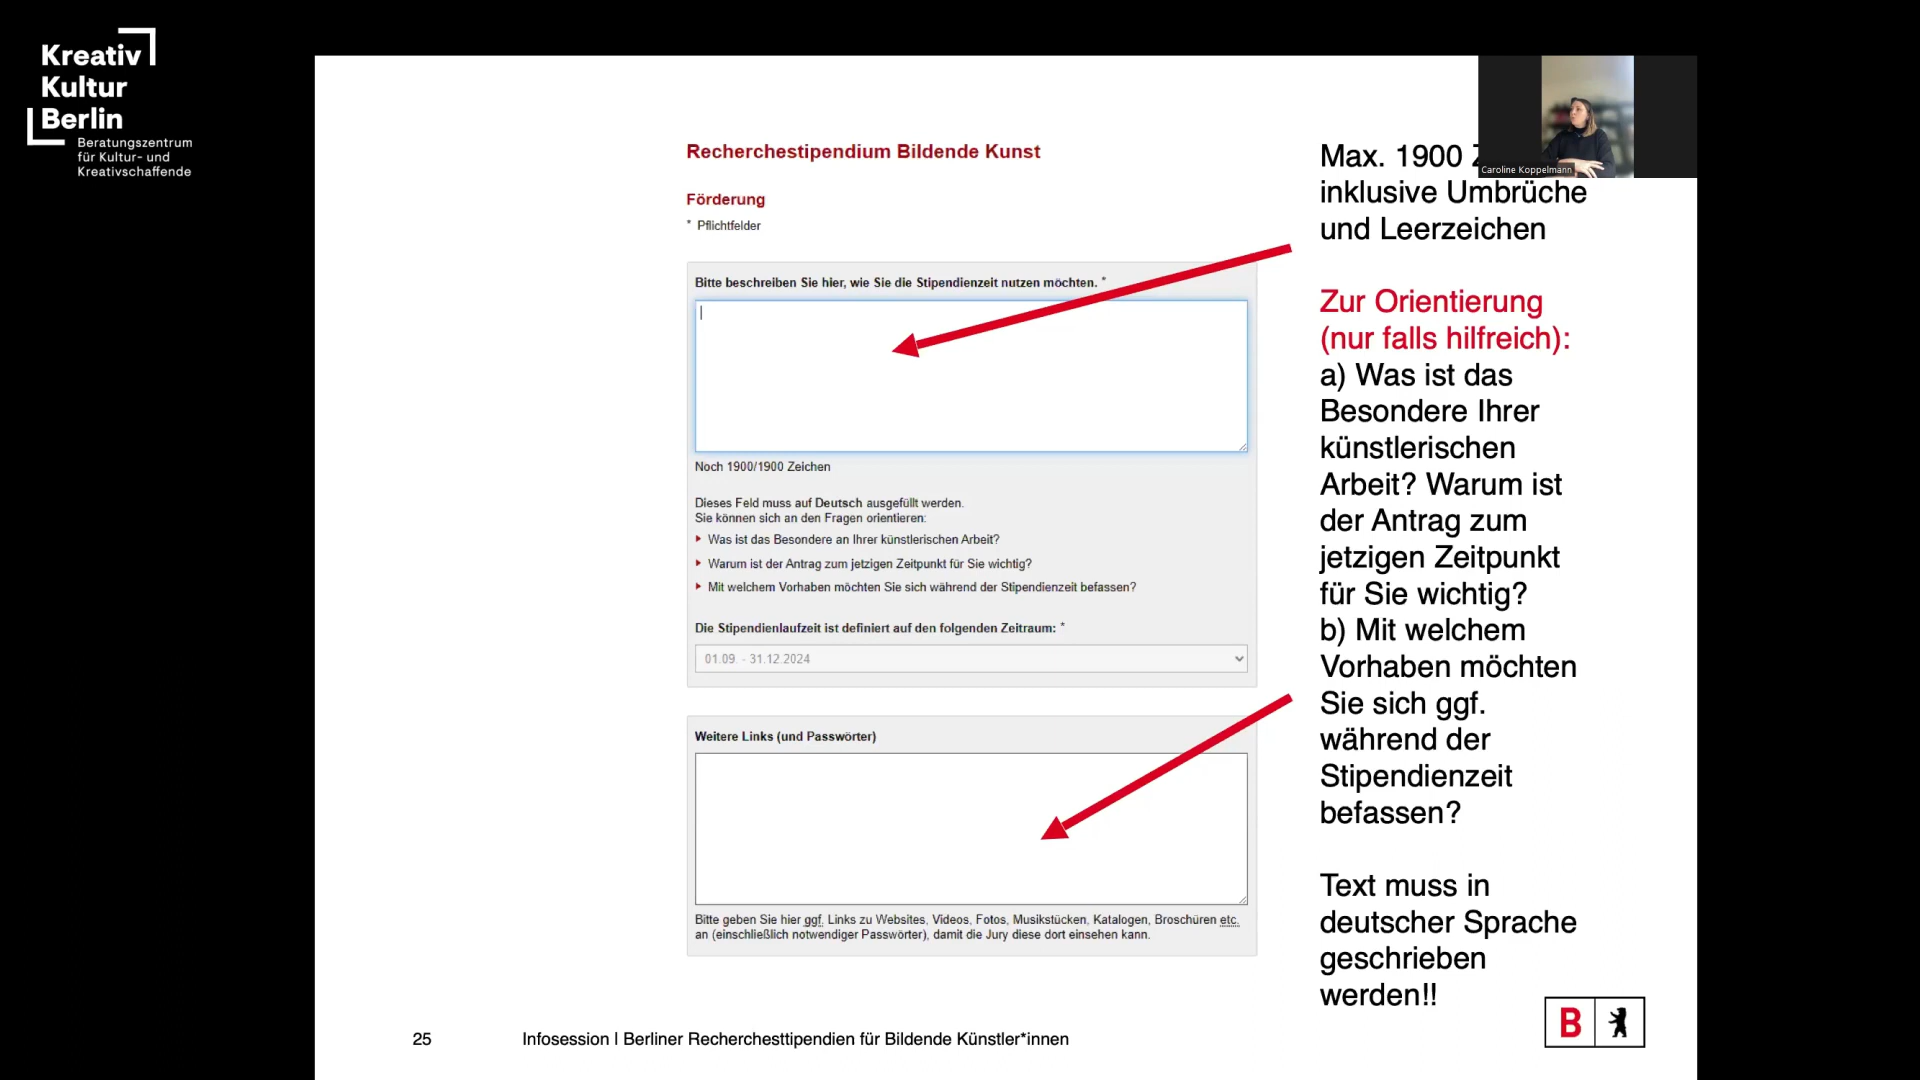 Kreativ
Kultur
Berlin
Beratungszentrum
für Kultur- und
Kreativschaffende
Recherchestipendium Bildende Kunst
Förderung
* Pflichtfelder
Bitte beschreiben Sie hier, wie Sie die Stipendienzeit nutzen möchten. *
Noch 1900/1900 Zeichen
Dieses Feld muss auf Deutsch ausgefüllt werden.
Sie können sich an den Fragen orientieren:
Was ist das Besondere an Ihrer künstlerischen Arbeit?
Warum ist der Antrag zum jetzigen Zeitpunkt für Sie wichtig?
Mit welchem Vorhaben möchten Sie sich während der Stipendienzeit befassen?
Die Stipendienlaufzeit ist definiert auf den folgenden Zeitraum: *
01.09. - 31.12.2024
Weitere Links (und Passwörter)
Bitte geben Sie hier ggf. Links zu Websites, Videos, Fotos, Musikstücken, Katalogen, Broschüren etc.
an (einschließlich notwendiger Passwörter), damit die Jury diese dort einsehen kann.
Caroline Koppelmann
Max. 1900
inklusive Umbrüche
und Leerzeichen
Zur Orientierung
(nur falls hilfreich):
a) Was ist das
Besondere Ihrer
künstlerischen
Arbeit? Warum ist
der Antrag zum
jetzigen Zeitpunkt
für Sie wichtig?
b) Mit welchem
Vorhaben möchten
Sie sich ggf.
während der
Stipendienzeit
befassen?
Text muss in
deutscher Sprache
geschrieben
werden!!
25
Infosession | Berliner Recherchesttipendien für Bildende Künstler*innen
B